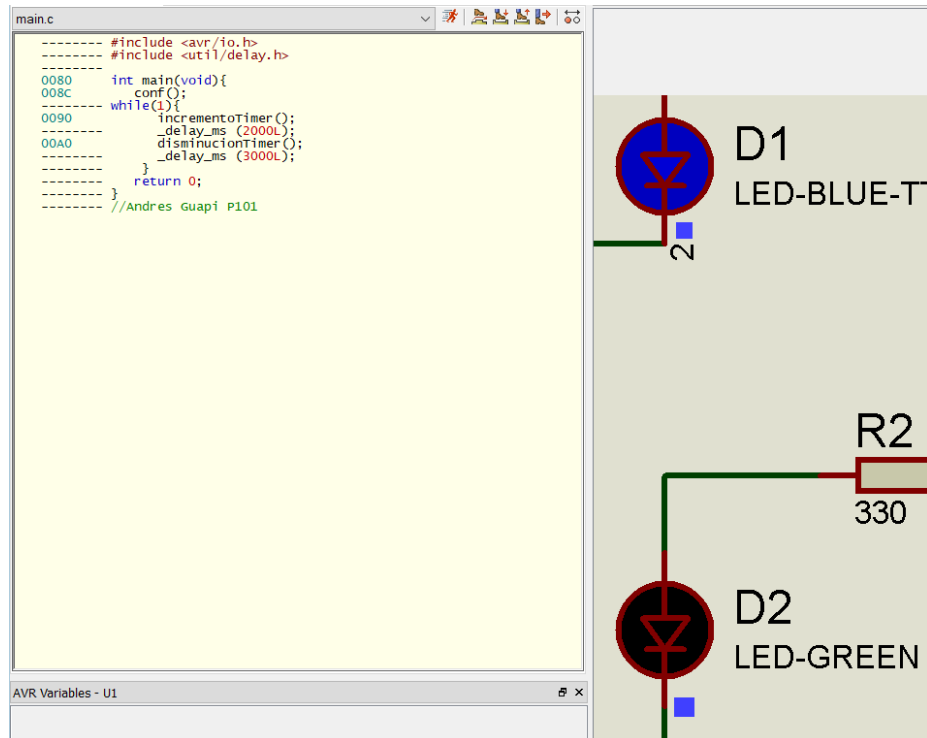 main.c
-------- #include <avr/io.h>
-------- #include <util/delay.h>
--------
0080 int main(void){
008C conf();
-------- while(1){
0090 incrementoTimer();
-------- _delay_ms (2000L);
00A0 disminucionTimer();
-------- _delay_ms (3000L);
-------- }
-------- return 0;
-------- }
-------- //Andres Guapi P101
AVR Variables - U1
D1
LED-BLUE-TT
2
R2
330
D2
LED-GREEN